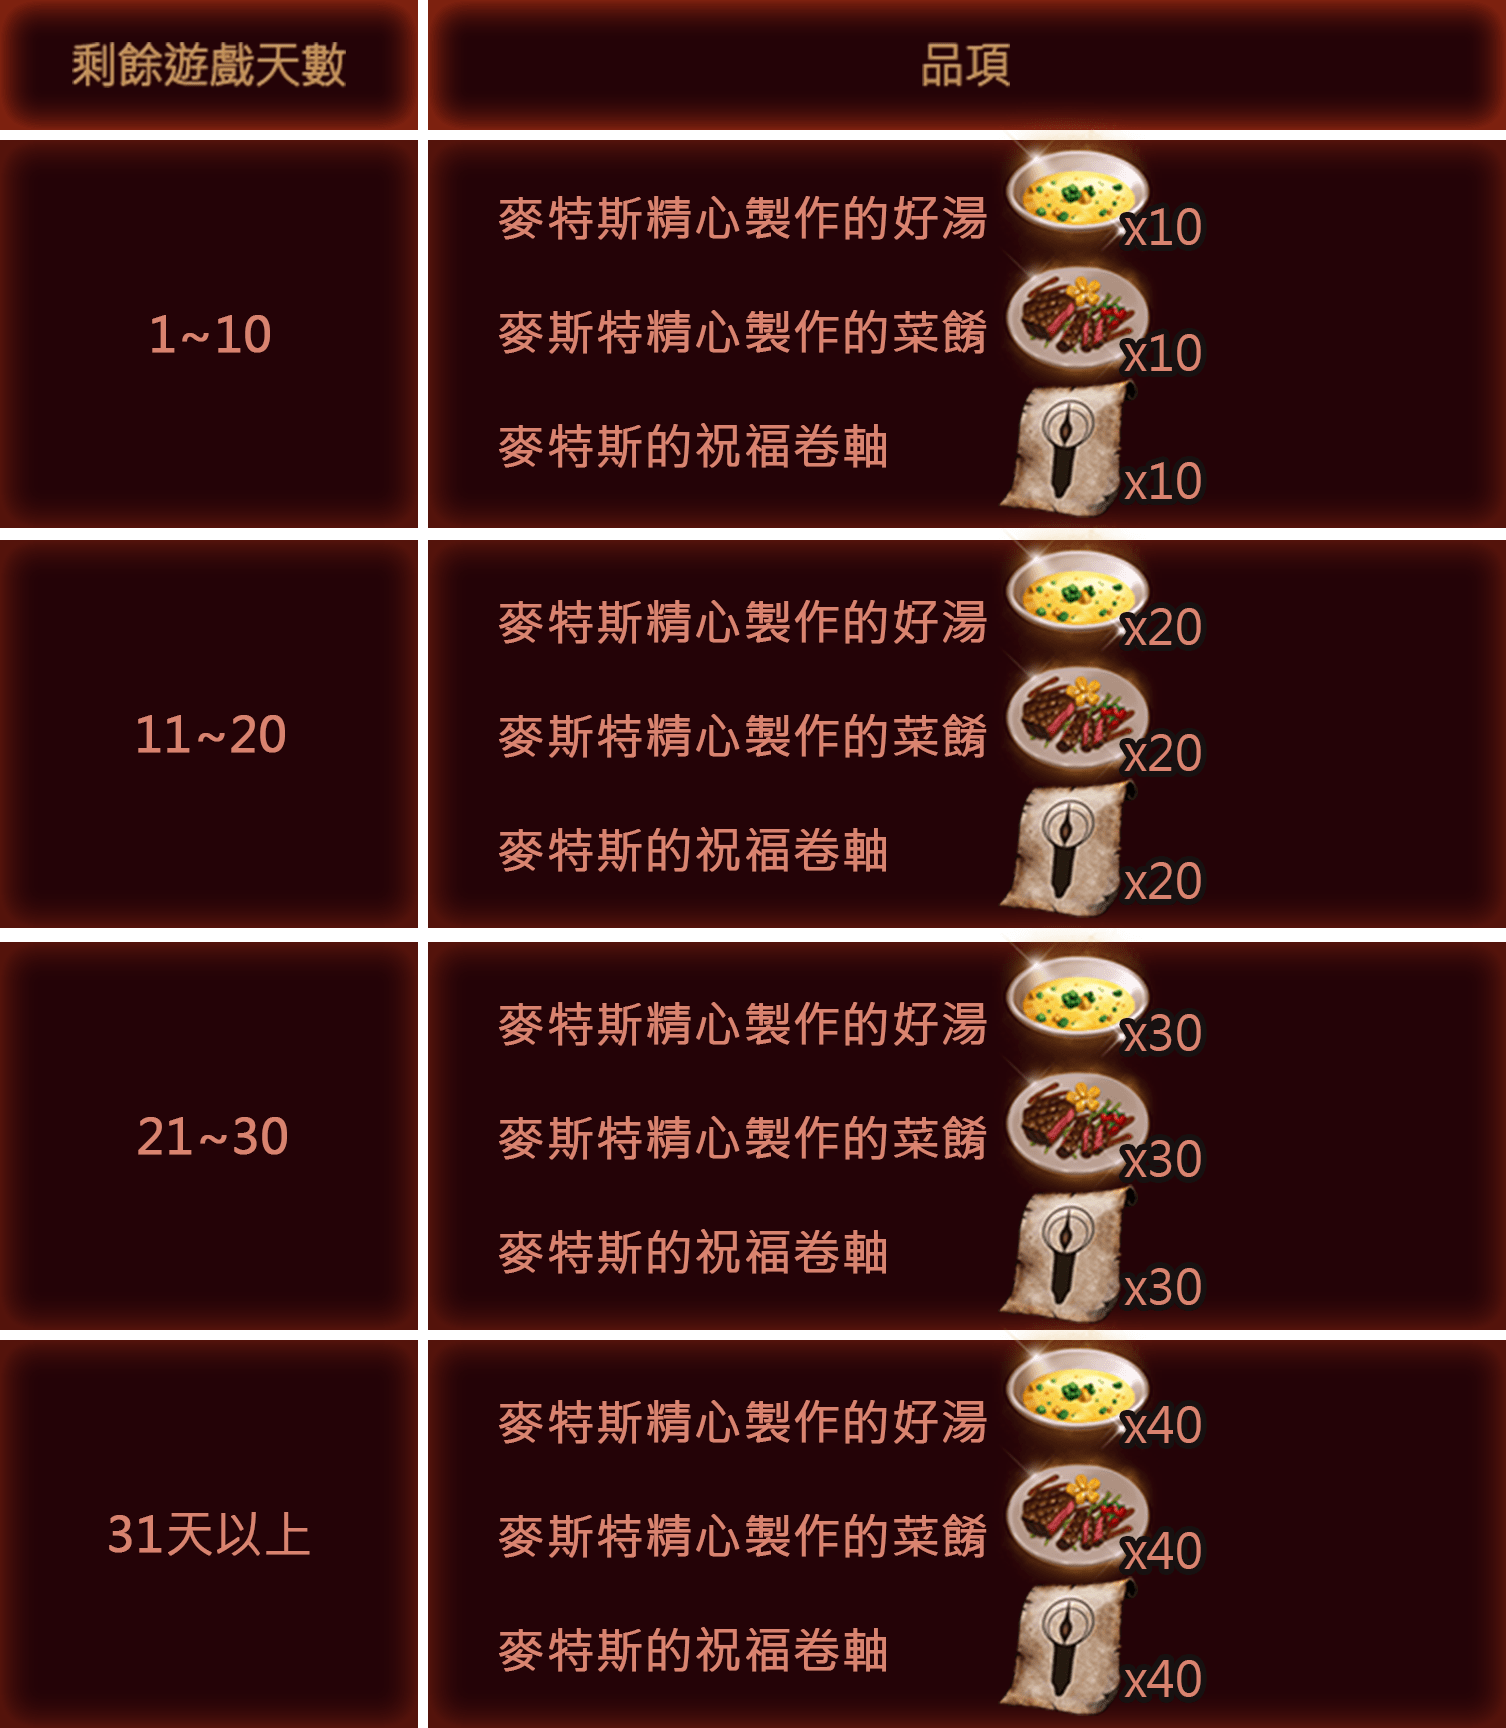 剩餘遊戲天數
品項
1~10
麥特斯精心製作的好湯 x10
麥斯特精心製作的菜餚 x10
麥特斯的祝福卷軸 x10
11~20
麥特斯精心製作的好湯 x20
麥斯特精心製作的菜餚 x20
麥特斯的祝福卷軸 x20
21~30
麥特斯精心製作的好湯 x30
麥斯特精心製作的菜餚 x30
麥特斯的祝福卷軸 x30
31天以上
麥特斯精心製作的好湯 x40
麥斯特精心製作的菜餚 x40
麥特斯的祝福卷軸 x40